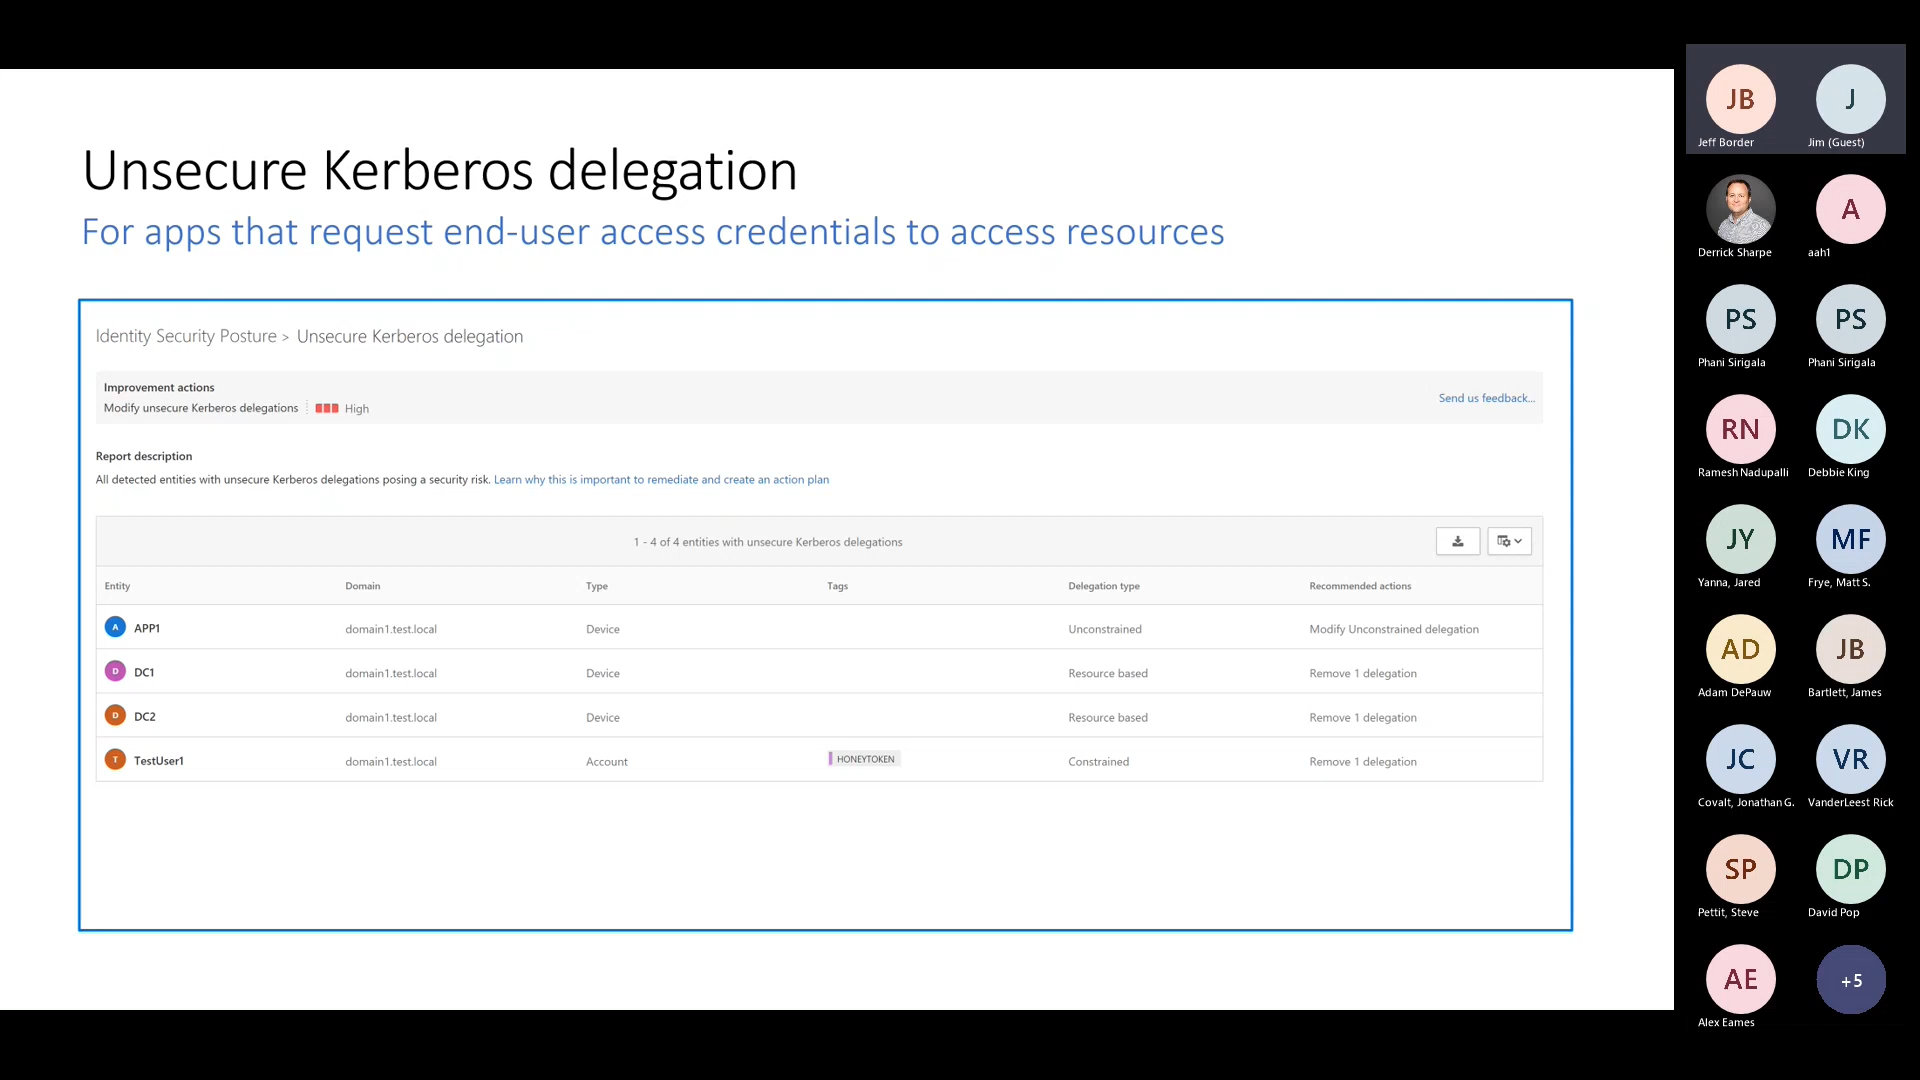 Unsecure Kerberos delegation
For apps that request end-user access credentials to access resources
Identity Security Posture > Unsecure Kerberos delegation
Improvement actions
Modify unsecure Kerberos delegations High
Send us feedback...
Report description
All detected entities with unsecure Kerberos delegations posing a security risk. Learn why this is important to remediate and create an action plan
1 - 4 of 4 entities with unsecure Kerberos delegations
Entity Domain Type Tags Delegation type Recommended actions
A APP1 domain1.test.local Device Unconstrained Modify Unconstrained delegation
D DC1 domain1.test.local Device Resource based Remove 1 delegation
D DC2 domain1.test.local Device Resource based Remove 1 delegation
T TestUser1 domain1.test.local Account HONEYTOKEN Constrained Remove 1 delegation
JB J
Jeff Border Jim (Guest)
A
Derrick Sharpe aah1
PS PS
Phani Sirigala Phani Sirigala
RN DK
Ramesh Nadupalli Debbie King
JY MF
Yanna, Jared Frye, Matt S.
AD JB
Adam DePauw Bartlett, James
JC VR
Covalt, Jonathan G. VanderLeest Rick
SP DP
Pettit, Steve David Pop
AE +5
Alex Eames